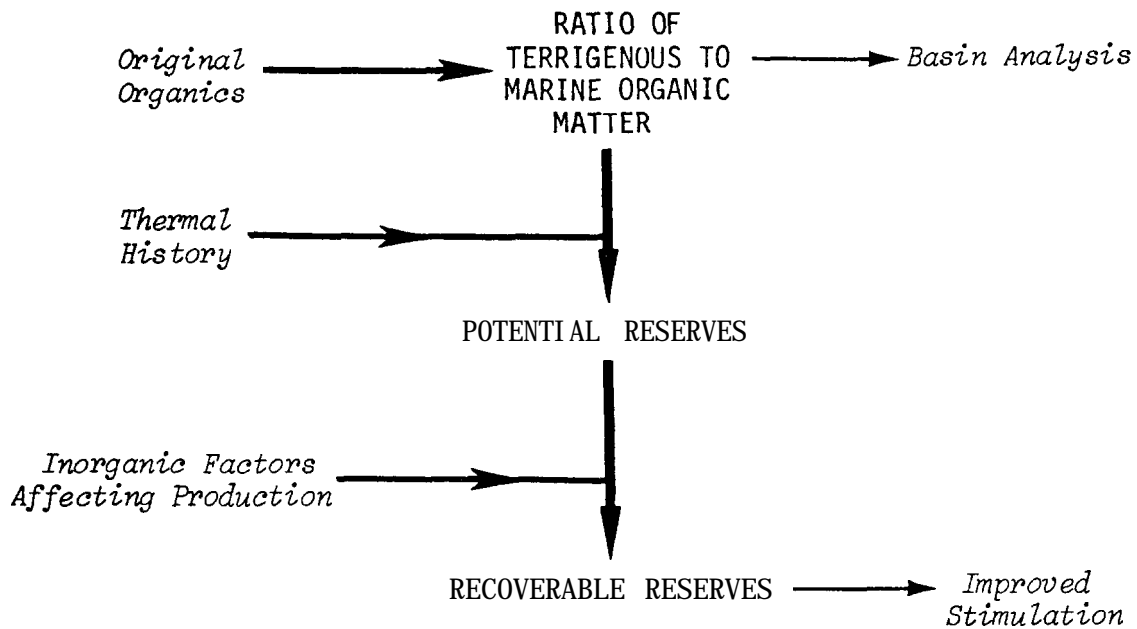 RATIO OF
TERRIGENOUS TO
MARINE ORGANIC
MATTER
Original
Organics
Basin Analysis
Thermal
History
POTENTIAL RESERVES
Inorganic Factors
Affecting Production
RECOVERABLE RESERVES
Improved
Stimulation